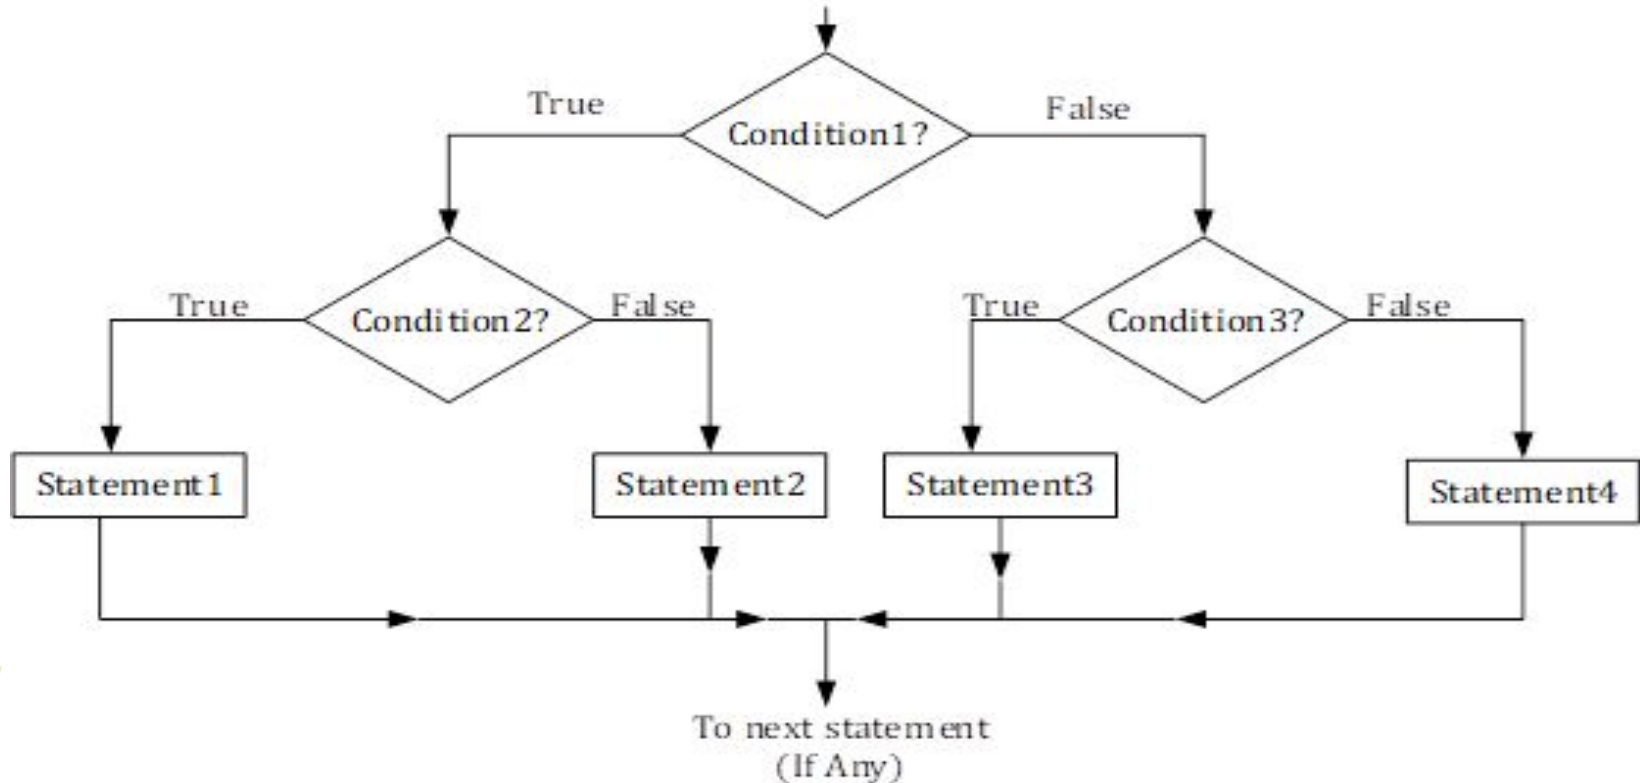 True
Condition1?
False
True
Condition2?
False
True
Condition3?
False
Statement1
Statement2
Statement3
Statement4
To next statement
(If Any)